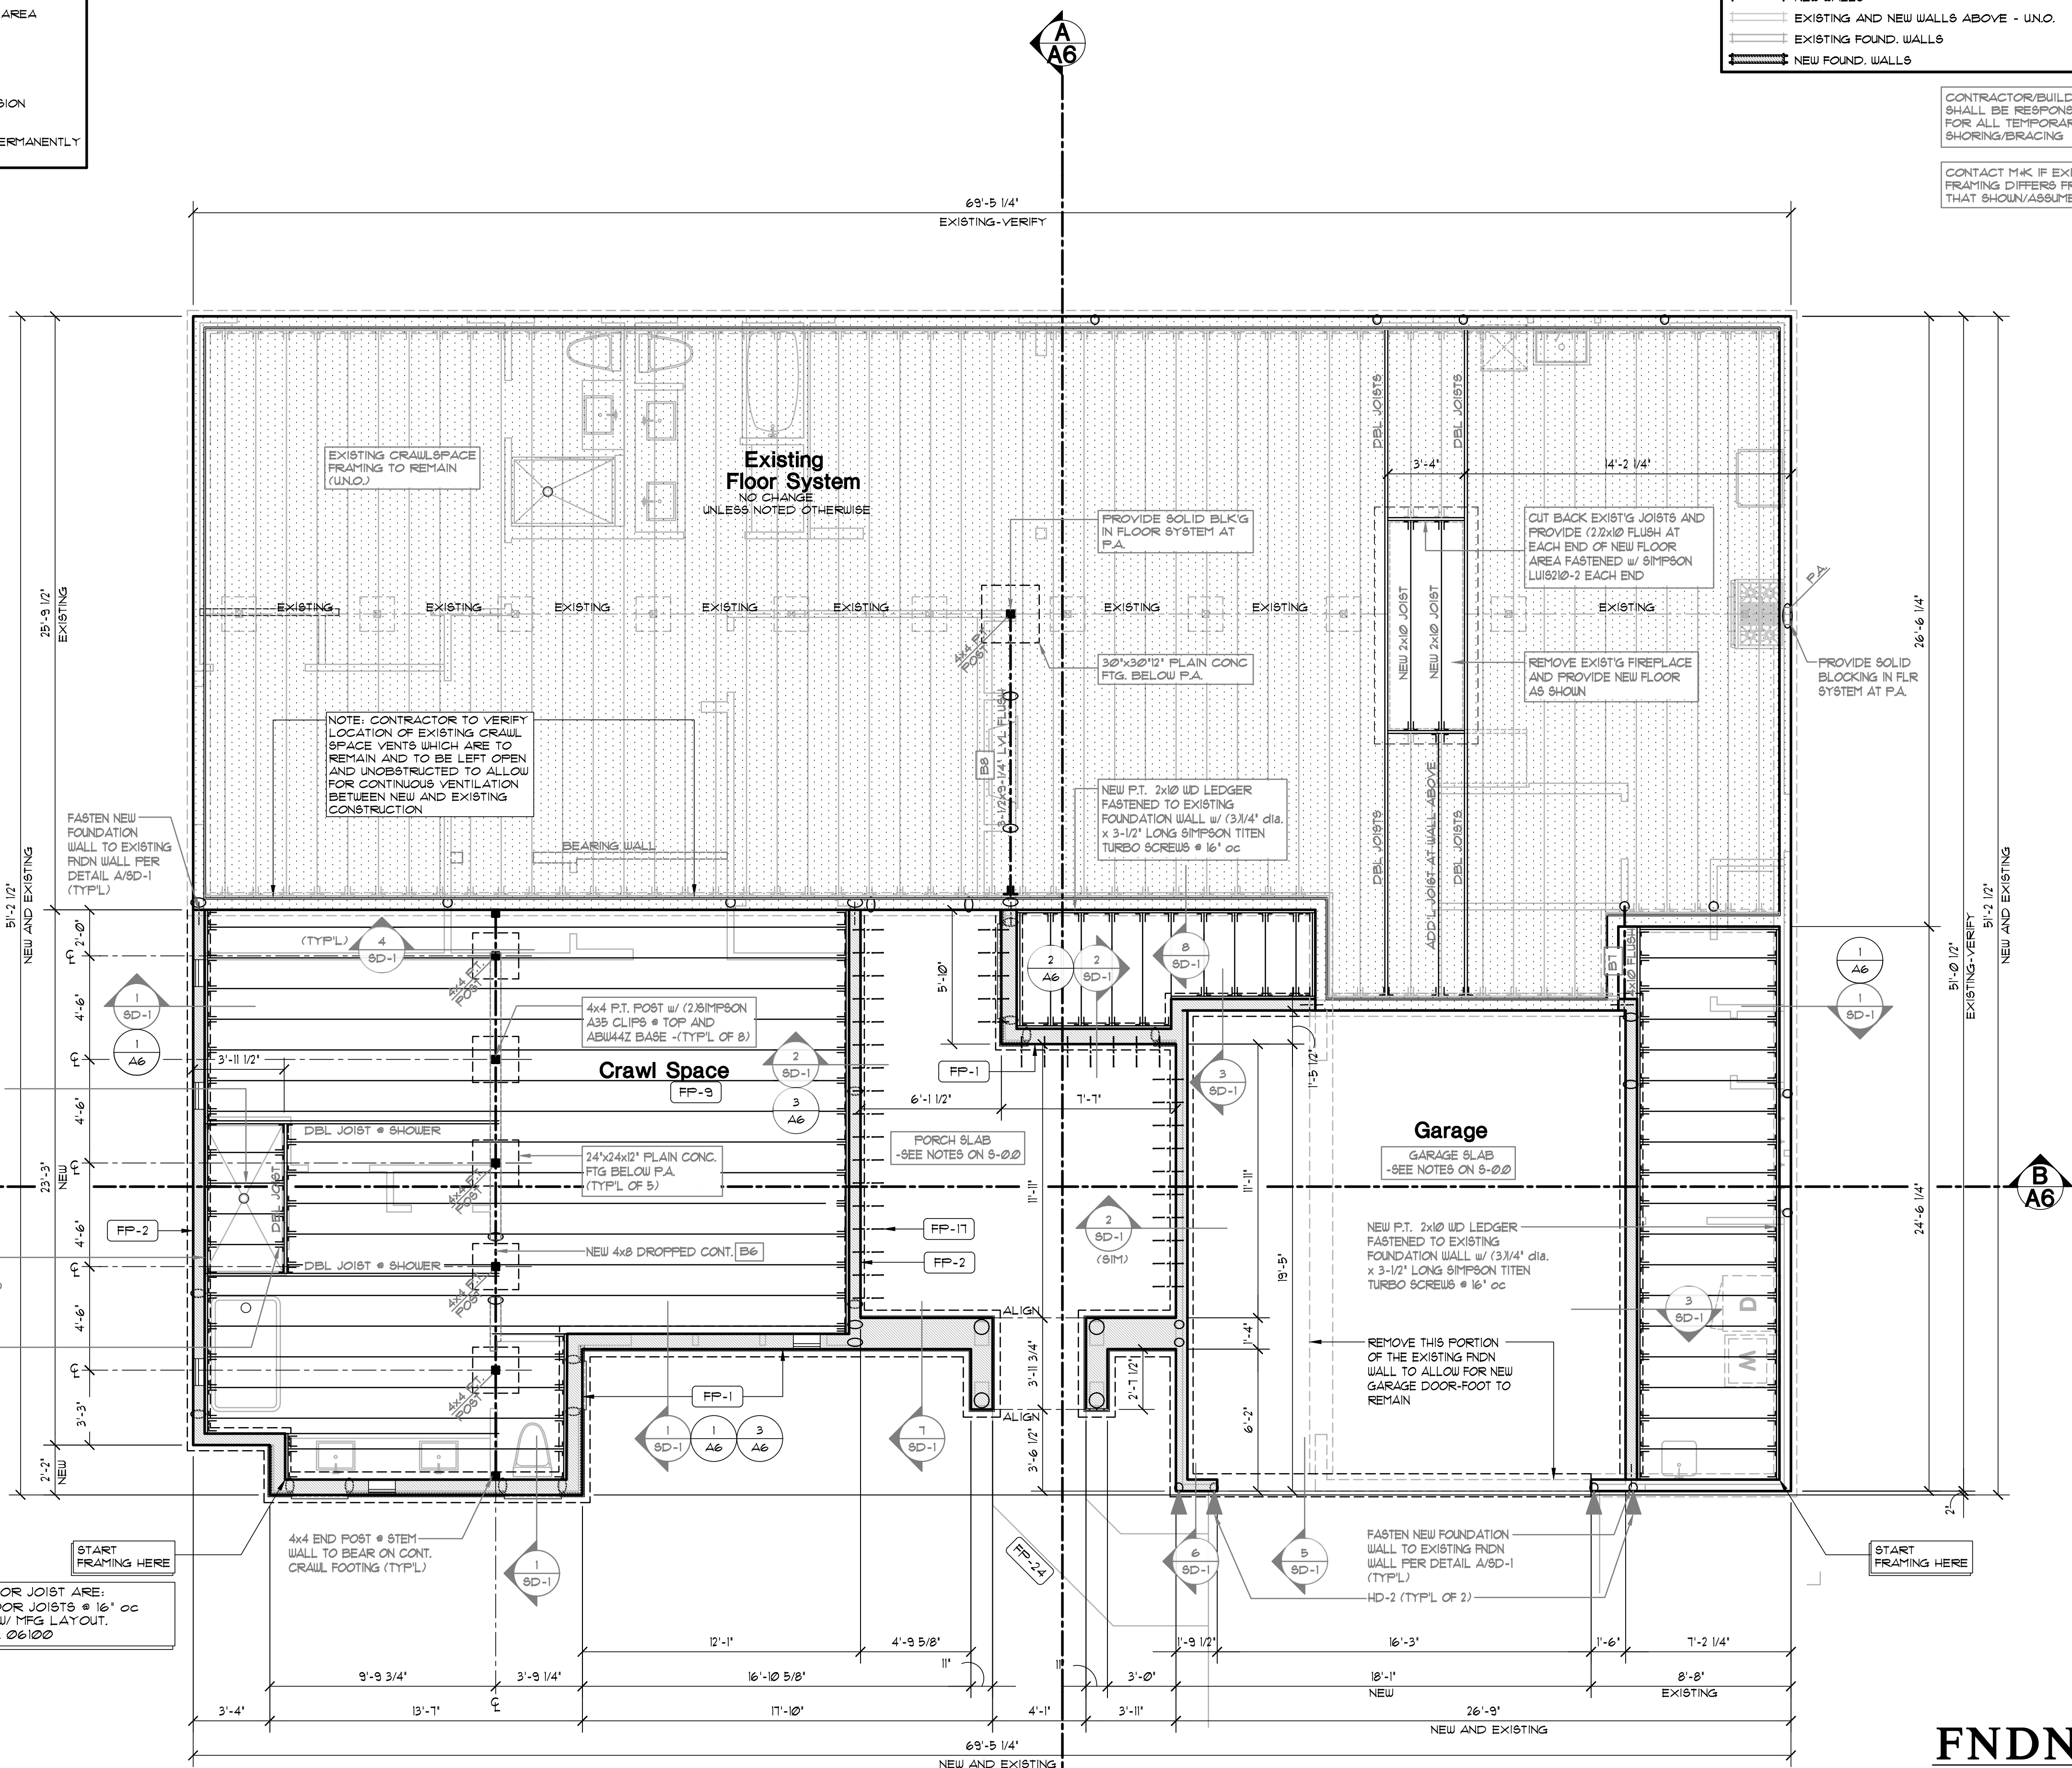 AREA
SION
ERMANENTLY
A
A6
EXISTING AND NEW WALLS ABOVE - U.N.O.
EXISTING FOUND. WALLS
NEW FOUND. WALLS
CONTRACTOR/BUILD
SHALL BE RESPONS
FOR ALL TEMPORAR
SHORING/BRACING
CONTACT M+K IF EXI
FRAMING DIFFERS FR
THAT SHOWN/ASSUME
69'-5 1/4"
EXISTING-VERIFY
EXISTING CRAWLSPACE
FRAMING TO REMAIN
(U.N.O.)
Existing
Floor System
NO CHANGE
UNLESS NOTED OTHERWISE
PROVIDE SOLID BLK'G
IN FLOOR SYSTEM AT
P.A.
DBL JOISTS
DBL JOISTS
3'-4"
14'-2 1/4"
CUT BACK EXIST'G JOISTS AND
PROVIDE (2)2x10 FLUSH AT
EACH END OF NEW FLOOR
AREA FASTENED w/ SIMPSON
LUIS210-2 EACH END
25'-9 1/2"
EXISTING
EXISTING
EXISTING
EXISTING
EXISTING
EXISTING
EXISTING
EXISTING
EXISTING
P.A.
4x4 P.T.
POST
30"x30"12" PLAIN CONC
FTG. BELOW P.A.
NEW 2x10 JOIST
NEW 2x10 JOIST
REMOVE EXIST'G FIREPLACE
AND PROVIDE NEW FLOOR
AS SHOWN
PROVIDE SOLID
BLOCKING IN FLR
SYSTEM AT P.A.
26'-6 1/4"
NOTE: CONTRACTOR TO VERIFY
LOCATION OF EXISTING CRAWL
SPACE VENTS WHICH ARE TO
REMAIN AND TO BE LEFT OPEN
AND UNOBSTRUCTED TO ALLOW
FOR CONTINUOUS VENTILATION
BETWEEN NEW AND EXISTING
CONSTRUCTION
B8
3-1/2x9-1/4" LVL FLUSH
NEW P.T. 2x10 WD LEDGER
FASTENED TO EXISTING
FOUNDATION WALL w/ (3)1/4" dia.
x 3-1/2" LONG SIMPSON TITEN
TURBO SCREWS @ 16" oc
FASTEN NEW
FOUNDATION
WALL TO EXISTING
FNDN WALL PER
DETAIL A/SD-1
(TYP'L)
BEARING WALL
DBL JOISTS
ADD'L JOIST AT WALL ABOVE
DBL JOISTS
51'-2 1/2"
NEW AND EXISTING
51'-0 1/2"
EXISTING-VERIFY
51'-2 1/2"
NEW AND EXISTING
2'-0"
(TYP'L)
4
SD-1
4x4 P.T.
POST
5'-10"
2
A6
2
SD-1
8
SD-1
B7
4x10 FLUSH
1
A6
1
SD-1
1
SD-1
1
A6
4'-6"
4x4 P.T. POST w/ (2)SIMPSON
A35 CLIPS @ TOP AND
ABW44Z BASE -(TYP'L OF 8)
3'-11 1/2"
Crawl Space
FP-9
2
SD-1
3
A6
FP-1
6'-1 1/2"
7'-7"
3
SD-1
1'-5 1/2"
4'-6"
DBL JOIST @ SHOWER
PORCH SLAB
-SEE NOTES ON S-0.0
Garage
GARAGE SLAB
-SEE NOTES ON S-0.0
24"x24x12" PLAIN CONC.
FTG BELOW P.A.
(TYP'L OF 5)
DBL JOIST
4x4 P.T.
POST
11'-11"
11'-11"
B
A6
23'-3"
NEW
FP-2
4'-6"
FP-17
FP-2
2
SD-1
(SIM)
NEW 4x8 DROPPED CONT.
B6
DBL JOIST @ SHOWER
4x4 P.T.
POST
19'-5"
NEW P.T. 2x10 WD LEDGER
FASTENED TO EXISTING
FOUNDATION WALL w/ (3)1/4" dia.
x 3-1/2" LONG SIMPSON TITEN
TURBO SCREWS @ 16" oc
24'-6 1/4"
3
SD-1
D
W
4'-6"
ALIGN
1'-4"
REMOVE THIS PORTION
OF THE EXISTING FNDN
WALL TO ALLOW FOR NEW
GARAGE DOOR-FOOT TO
REMAIN
3'-11 3/4"
2'-7 1/2"
4x4 P.T.
POST
FP-1
3'-3"
ALIGN
1
SD-1
1
A6
3
A6
7
SD-1
6'-2"
3'-6 1/2"
2'-2"
NEW
2"
4x4 END POST @ STEM
WALL TO BEAR ON CONT.
CRAWL FOOTING (TYP'L)
START
FRAMING HERE
1
SD-1
FP-24
6
SD-1
5
SD-1
FASTEN NEW FOUNDATION
WALL TO EXISTING FNDN
WALL PER DETAIL A/SD-1
(TYP'L)
HD-2 (TYP'L OF 2)
START
FRAMING HERE
OR JOIST ARE:
OOR JOISTS @ 16" oc
W/ MFG LAYOUT.
06100
12'-1"
4'-9 5/8"
1'-9 1/2"
16'-3"
1'-6"
7'-2 1/4"
9'-9 3/4"
3'-9 1/4"
16'-10 5/8"
11"
11"
3'-0"
18'-1"
NEW
8'-8"
EXISTING
3'-4"
13'-7"
17'-10"
4'-1"
3'-11"
26'-9"
NEW AND EXISTING
69'-5 1/4"
NEW AND EXISTING
FNDN